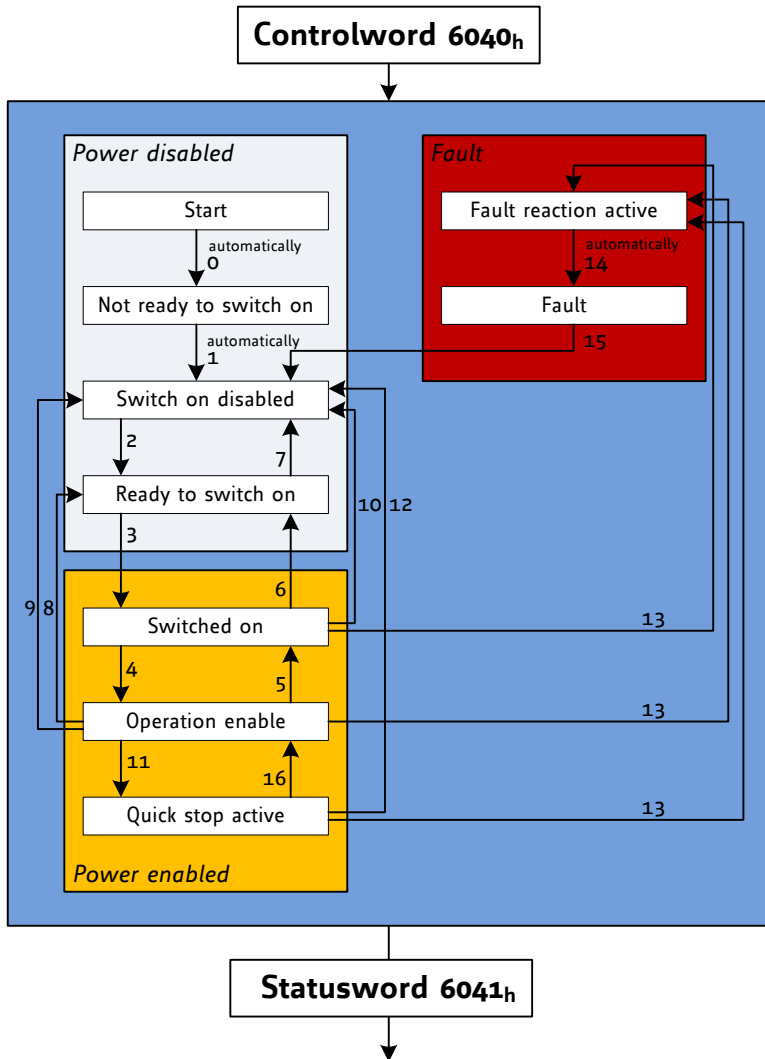 Controlword 6040h
Power disabled
Fault
Start
Fault reaction active
automatically
0
automatically
14
Not ready to switch on
Fault
automatically
1
15
Switch on disabled
2
7
Ready to switch on
10
12
3
9
8
6
Switched on
13
4
5
Operation enable
13
11
16
Quick stop active
13
Power enabled
Statusword 6041h